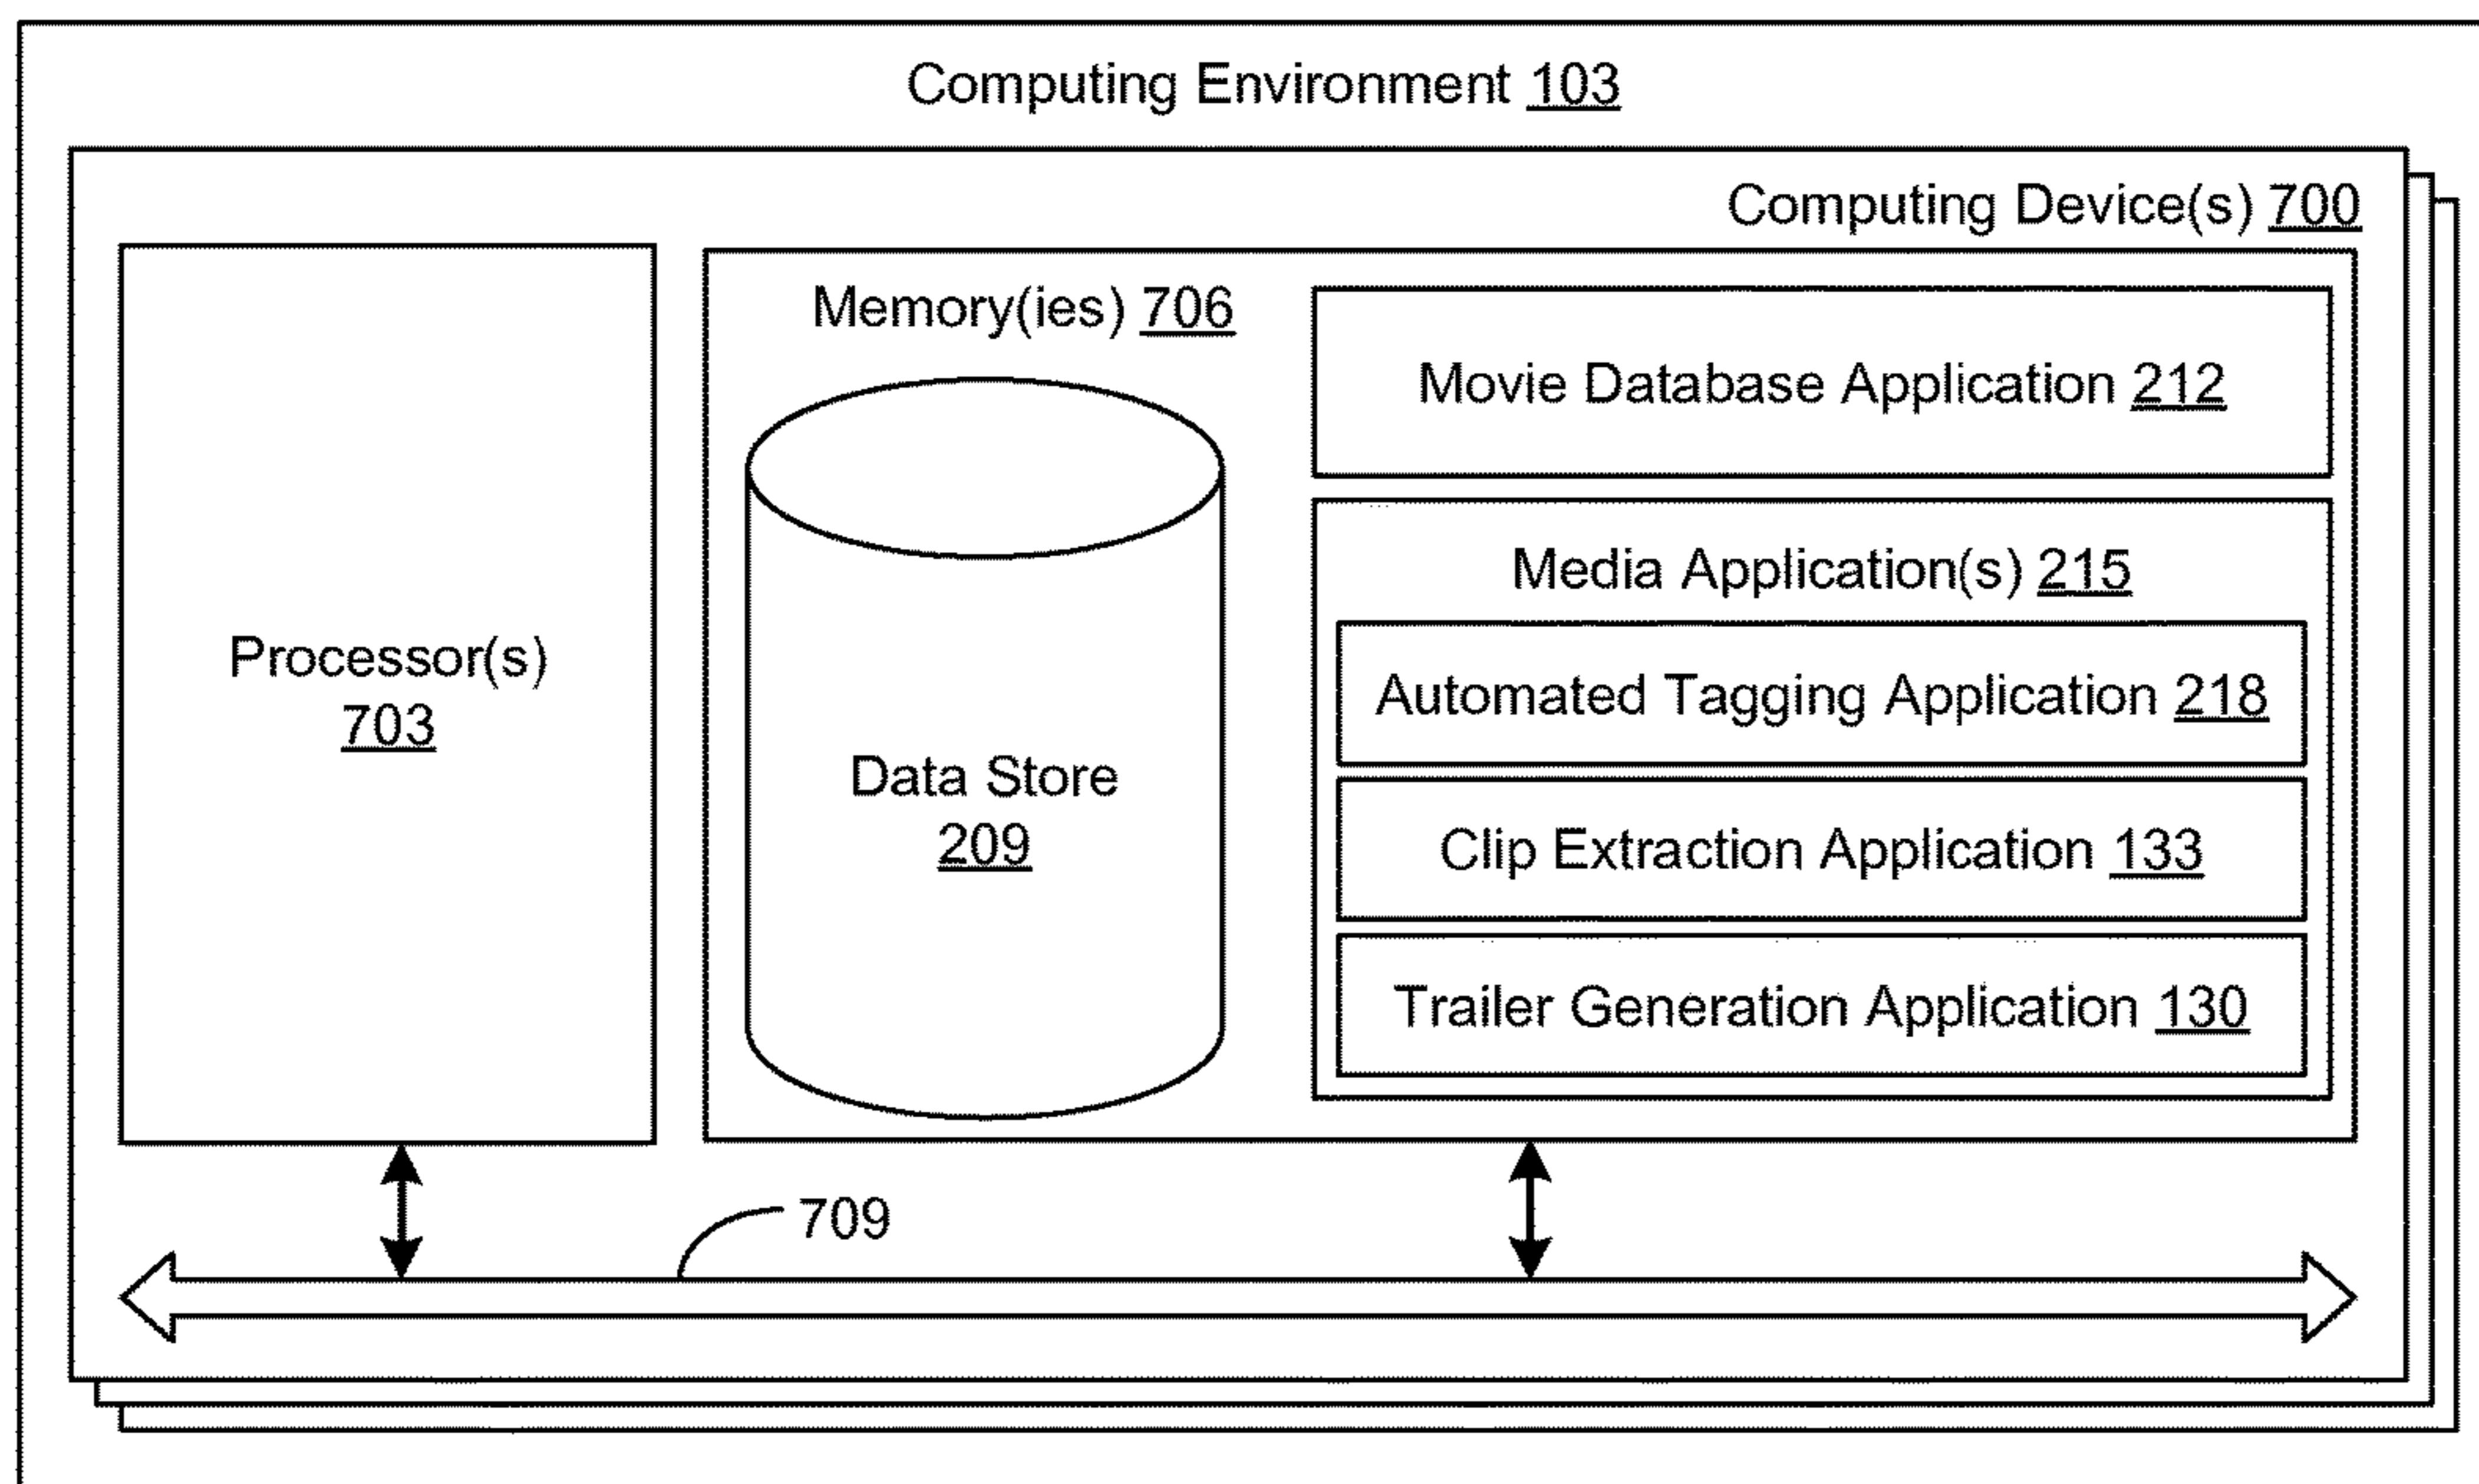 Computing Environment 103
Computing Device(s) 700
Processor(s)
703
Memory(ies) 706
Data Store
209
Movie Database Application 212
Media Application(s) 215
Automated Tagging Application 218
Clip Extraction Application 133
Trailer Generation Application 130
709